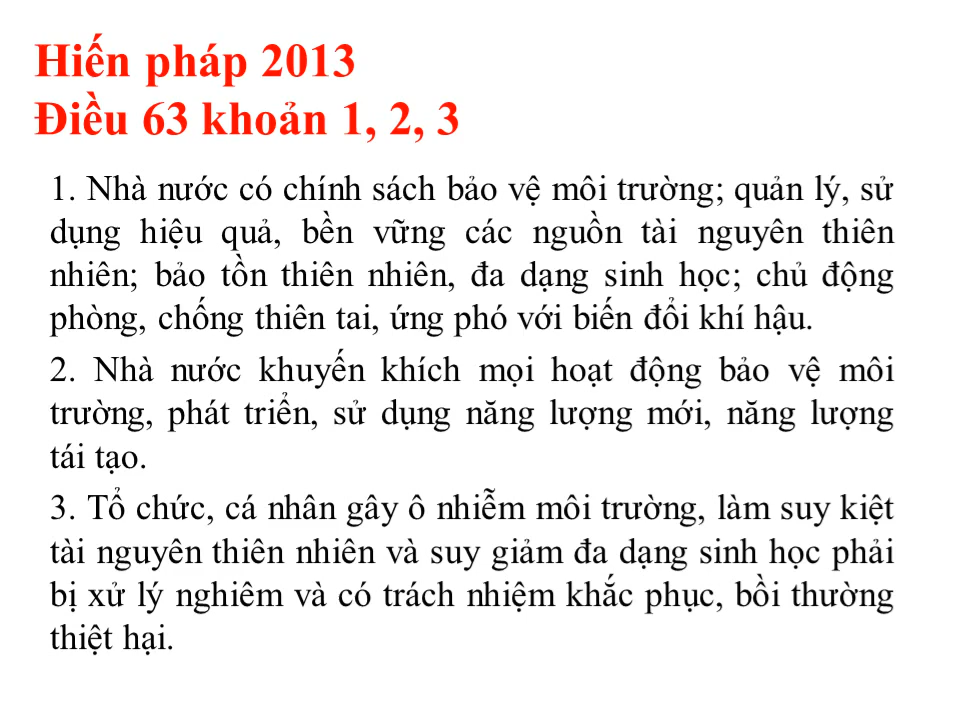 Hiến pháp 2013
Điều 63 khoản 1, 2, 3
1. Nhà nước có chính sách bảo vệ môi trường; quản lý, sử
dụng hiệu quả, bền vững các nguồn tài nguyên thiên
nhiên; bảo tồn thiên nhiên, đa dạng sinh học; chủ động
phòng, chống thiên tai, ứng phó với biến đổi khí hậu.
2. Nhà nước khuyến khích mọi hoạt động bảo vệ môi
trường, phát triển, sử dụng năng lượng mới, năng lượng
tái tạo.
3. Tổ chức, cá nhân gây ô nhiễm môi trường, làm suy kiệt
tài nguyên thiên nhiên và suy giảm đa dạng sinh học phải
bị xử lý nghiêm và có trách nhiệm khắc phục, bồi thường
thiệt hại.